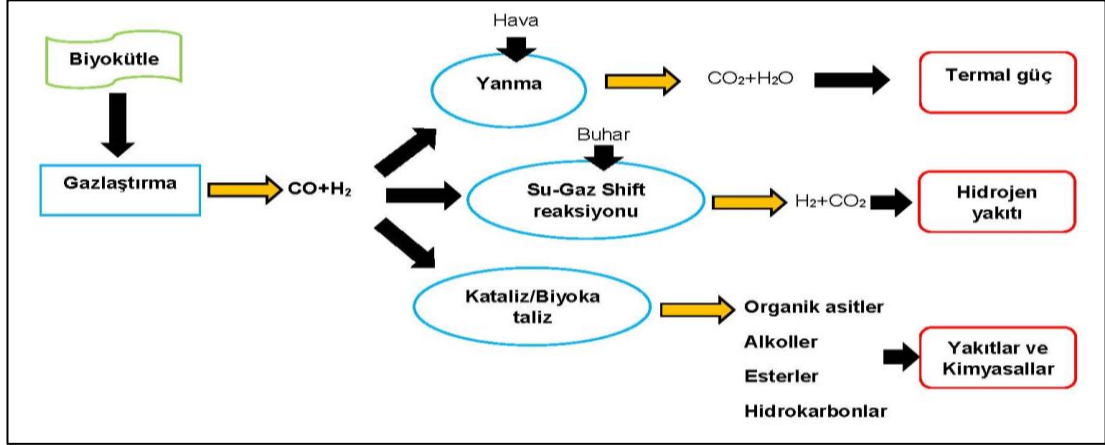 Biyokütle
Gazlaştırma
CO+H₂
Hava
Yanma
CO₂+H₂O
Termal güç
Buhar
Su-Gaz Shift
reaksiyonu
H₂+CO₂
Hidrojen
yakıtı
Kataliz/Biyoka
taliz
Organik asitler
Alkoller
Esterler
Hidrokarbonlar
Yakıtlar ve
Kimyasallar